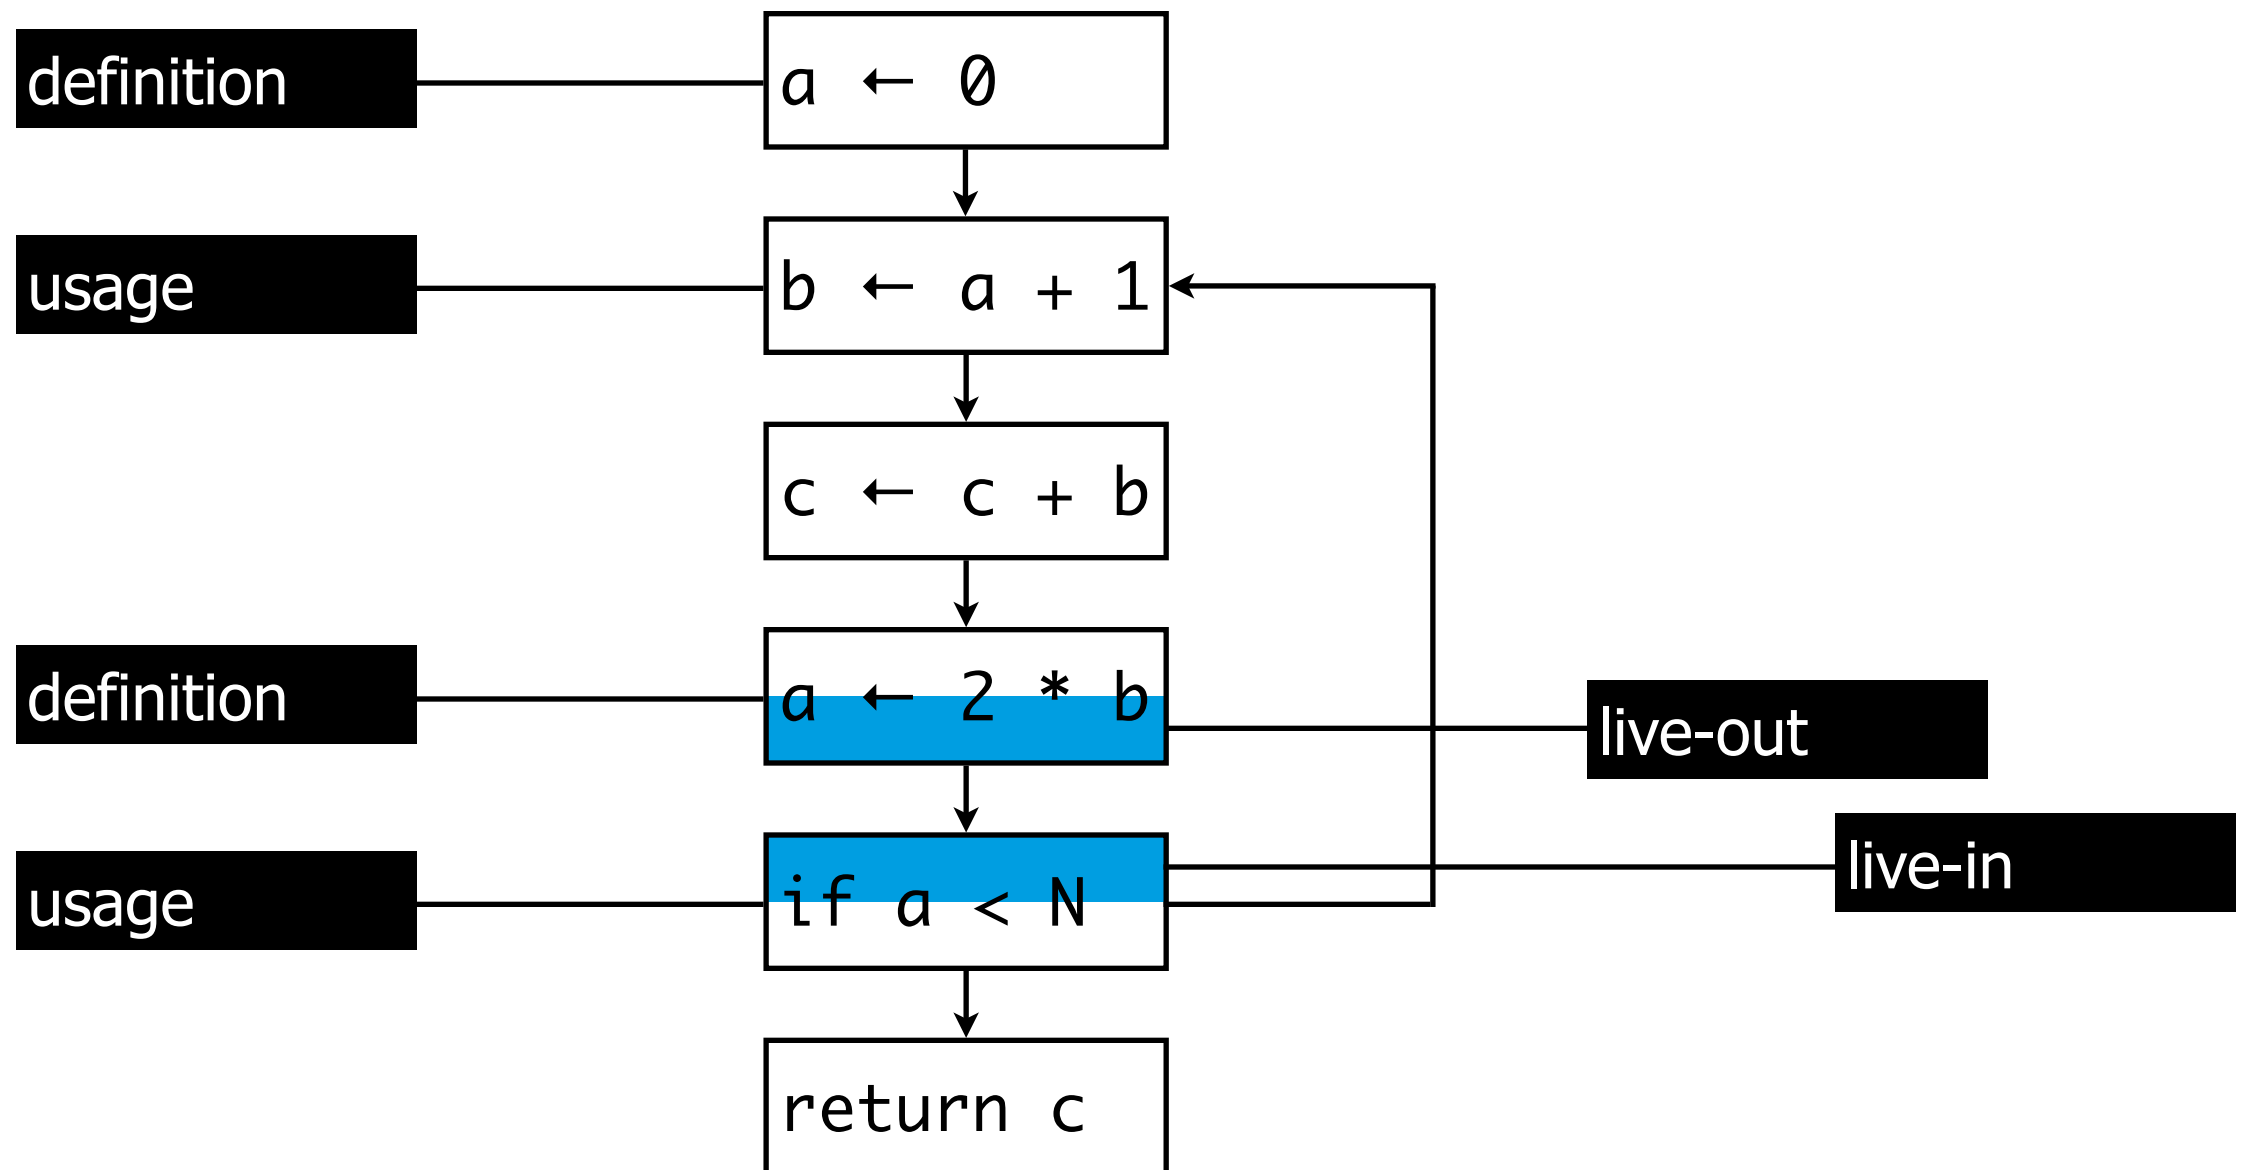 definition
a ← 0
usage
b ← a + 1
c ← c + b
definition
a ← 2 * b
live-out
live-in
usage
if a < N
return c